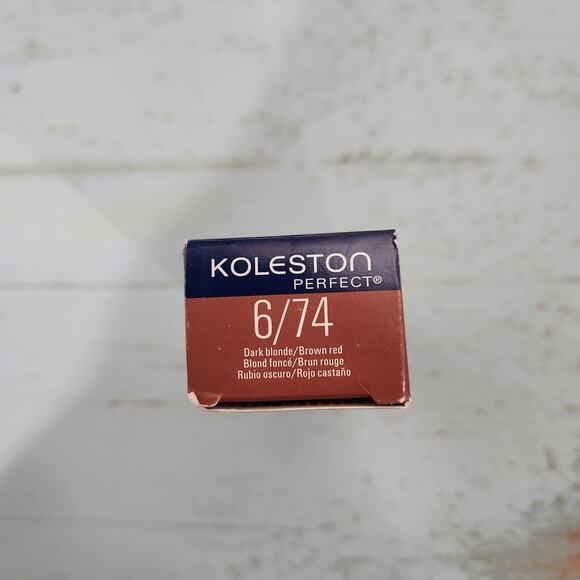 KOLESTON
PERFECT®
6/74
Dark blonde/Brown red
Blond foncé/Brun rouge
Rubio oscuro/Rojo castaño